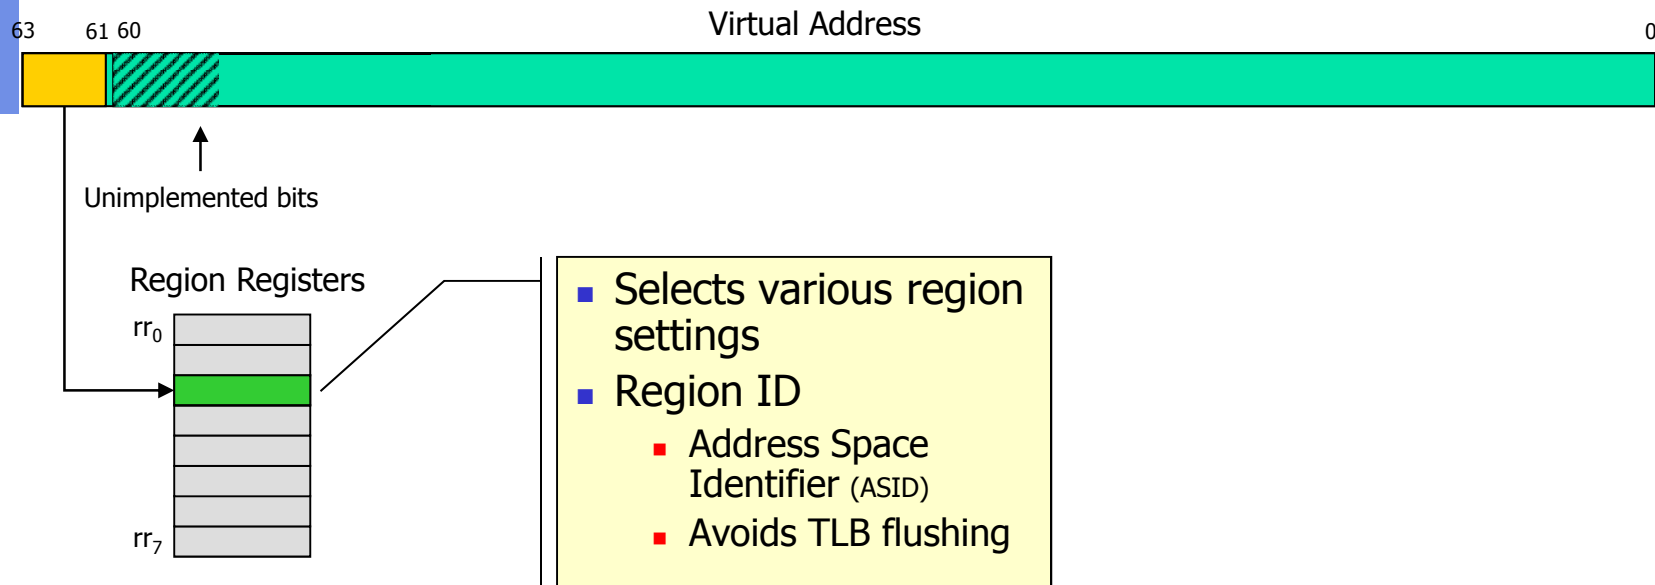 Virtual Address
63 61 60 0
Unimplemented bits
Region Registers
rr0
rr7
Selects various region
settings
Region ID
Address Space
Identifier (ASID)
Avoids TLB flushing